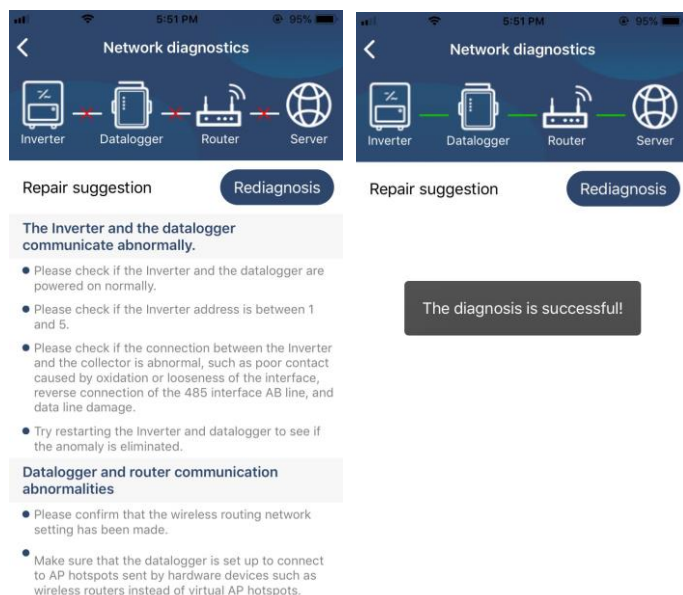 5:51 PM
95%
Network diagnostics
Inverter
Datalogger
Router
Server
Repair suggestion
Rediagnosis
The Inverter and the datalogger
communicate abnormally.
Please check if the Inverter and the datalogger are
powered on normally.
Please check if the Inverter address is between 1
and 5.
Please check if the connection between the Inverter
and the collector is abnormal, such as poor contact
caused by oxidation or looseness of the interface,
reverse connection of the 485 interface AB line, and
data line damage.
Try restarting the Inverter and datalogger to see if
the anomaly is eliminated.
Datalogger and router communication
abnormalities
Please confirm that the wireless routing network
setting has been made.
Make sure that the datalogger is set up to connect
to AP hotspots sent by hardware devices such as
wireless routers instead of virtual AP hotspots.
5:51 PM
95%
Network diagnostics
Inverter
Datalogger
Router
Server
Repair suggestion
Rediagnosis
The diagnosis is successful!